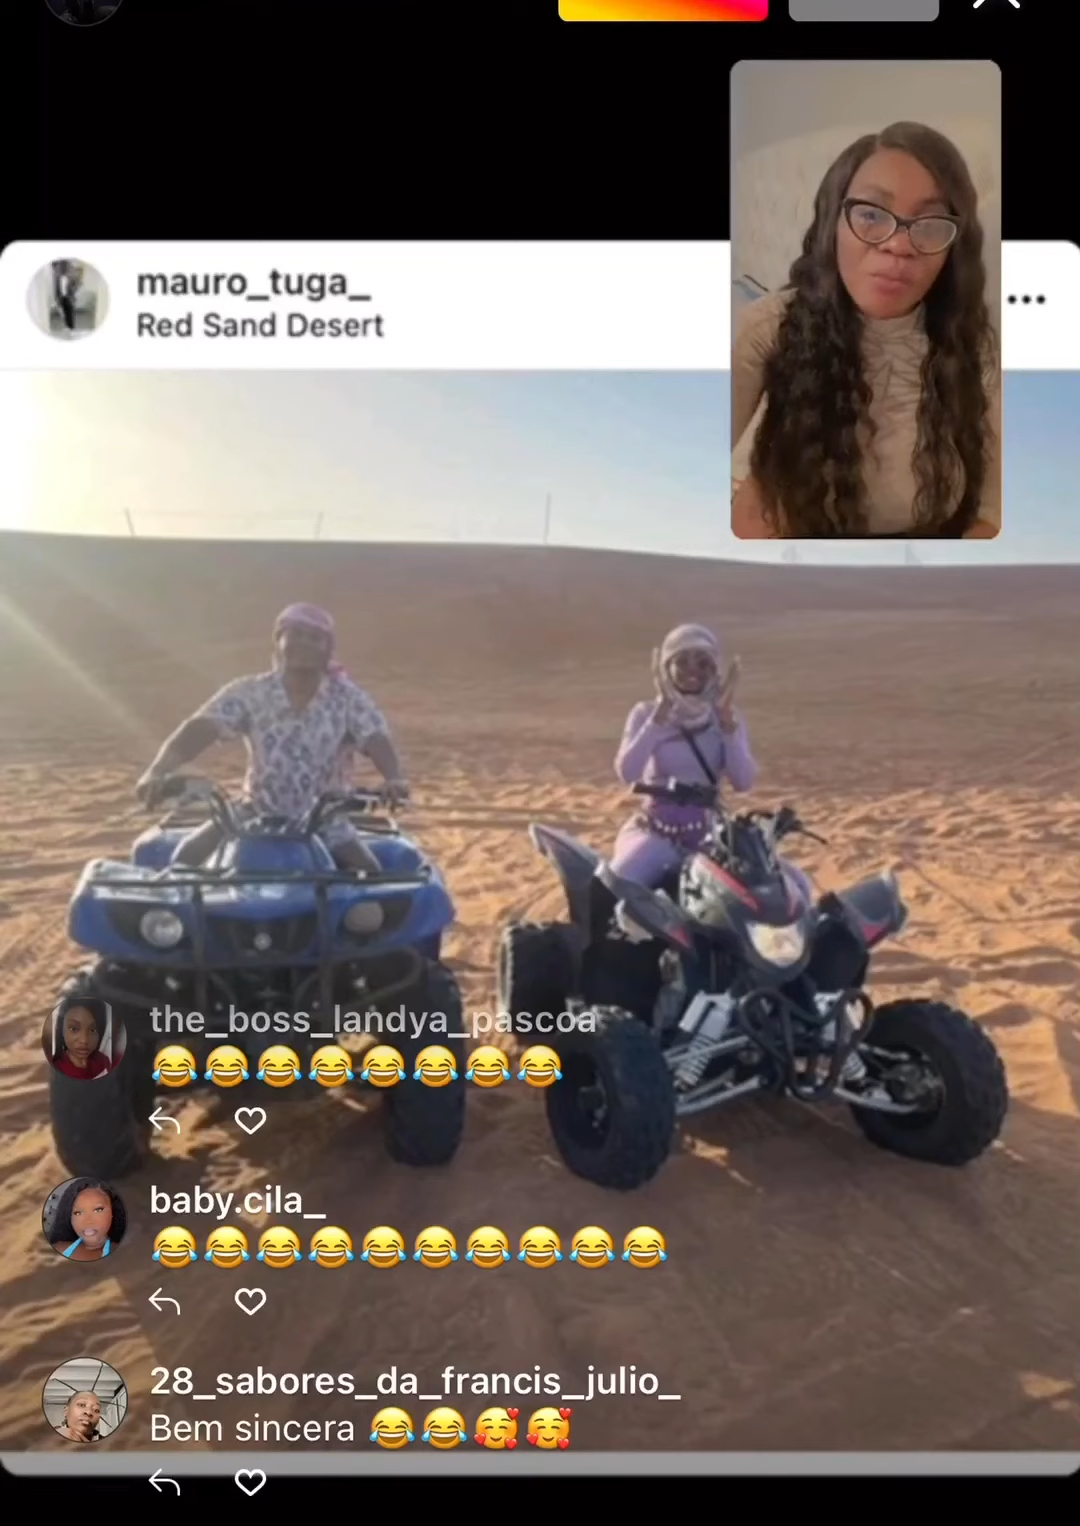 mauro_tuga_
Red Sand Desert
the_boss_landya_pascoa
😂😂😂😂😂😂😂😂
baby.cila_
😂😂😂😂😂😂😂😂😂😂
28_sabores_da_francis_julio_
Bem sincera 😂😂🥰🥰